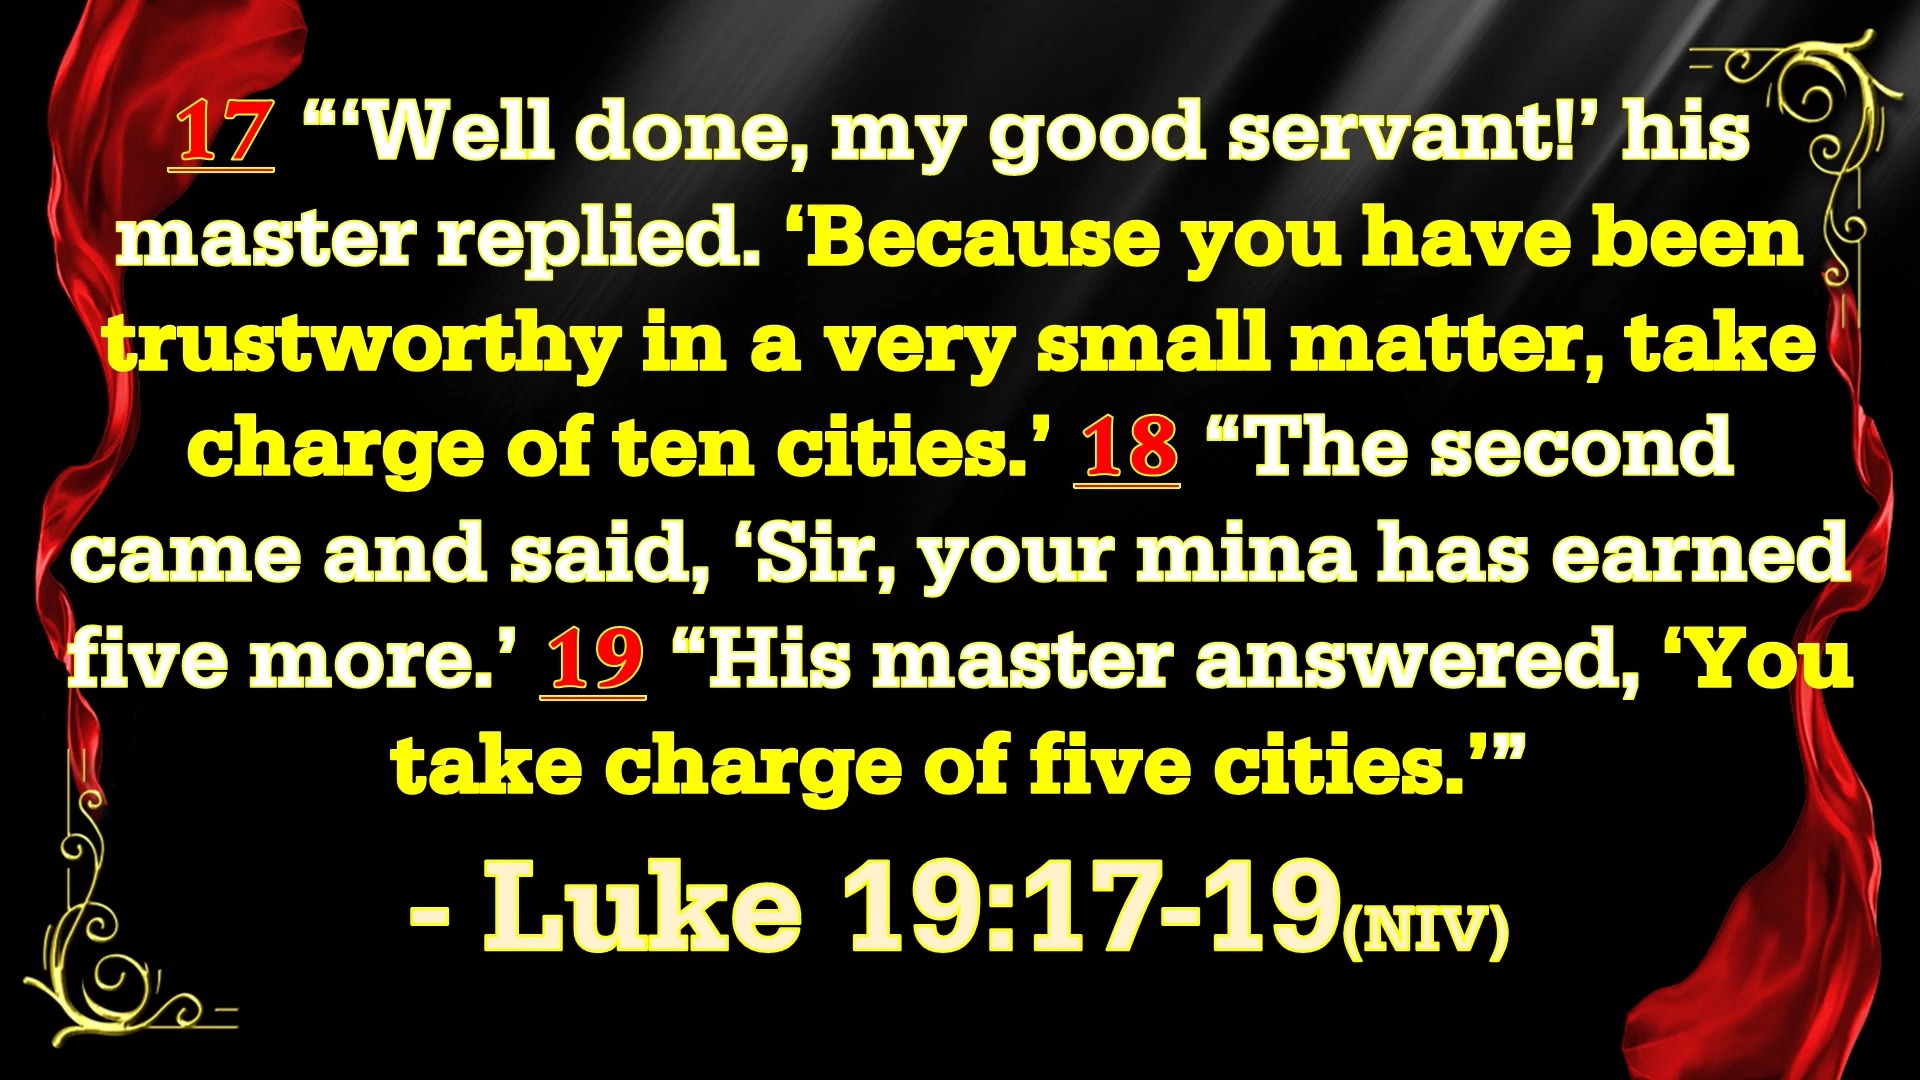 17 “‘Well done, my good servant!’ his
master replied. ‘Because you have been
trustworthy in a very small matter, take
charge of ten cities.’ 18 “The second
came and said, ‘Sir, your mina has earned
five more.’ 19 “His master answered, ‘You
take charge of five cities.’”
- Luke 19:17-19(NIV)